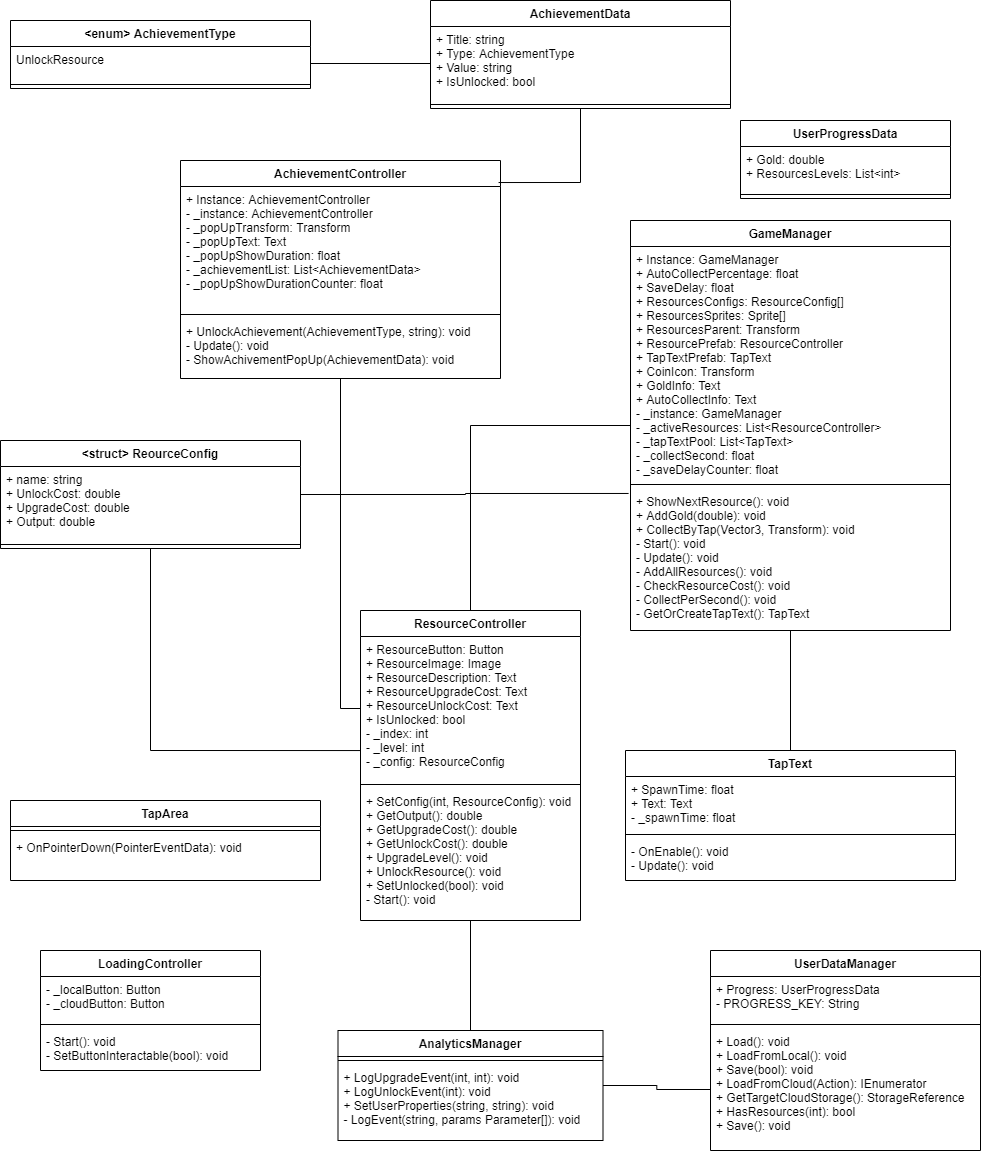 AchievementData
+ Title: string
+ Type: AchievementType
+ Value: string
+ IsUnlocked: bool
<enum> AchievementType
UnlockResource
UserProgressData
+ Gold: double
+ ResourcesLevels: List<int>
AchievementController
+ Instance: AchievementController
- _instance: AchievementController
- _popUpTransform: Transform
- _popUpText: Text
- _popUpShowDuration: float
- _achievementList: List<AchievementData>
- _popUpShowDurationCounter: float
+ UnlockAchievement(AchievementType, string): void
- Update(): void
- ShowAchivementPopUp(AchievementData): void
GameManager
+ Instance: GameManager
+ AutoCollectPercentage: float
+ SaveDelay: float
+ ResourcesConfigs: ResourceConfig[]
+ ResourcesSprites: Sprite[]
+ ResourcesParent: Transform
+ ResourcePrefab: ResourceController
+ TapTextPrefab: TapText
+ CoinIcon: Transform
+ GoldInfo: Text
+ AutoCollectInfo: Text
- _instance: GameManager
- _activeResources: List<ResourceController>
- _tapTextPool: List<TapText>
- _collectSecond: float
- _saveDelayCounter: float
+ ShowNextResource(): void
+ AddGold(double): void
+ CollectByTap(Vector3, Transform): void
- Start(): void
- Update(): void
- AddAllResources(): void
- CheckResourceCost(): void
- CollectPerSecond(): void
- GetOrCreateTapText(): TapText
<struct> ReourceConfig
+ name: string
+ UnlockCost: double
+ UpgradeCost: double
+ Output: double
ResourceController
+ ResourceButton: Button
+ ResourceImage: Image
+ ResourceDescription: Text
+ ResourceUpgradeCost: Text
+ ResourceUnlockCost: Text
+ IsUnlocked: bool
- _index: int
- _level: int
- _config: ResourceConfig
+ SetConfig(int, ResourceConfig): void
+ GetOutput(): double
+ GetUpgradeCost(): double
+ GetUnlockCost(): double
+ UpgradeLevel(): void
+ UnlockResource(): void
+ SetUnlocked(bool): void
- Start(): void
TapText
+ SpawnTime: float
+ Text: Text
- _spawnTime: float
- OnEnable(): void
- Update(): void
TapArea
+ OnPointerDown(PointerEventData): void
LoadingController
- _localButton: Button
- _cloudButton: Button
- Start(): void
- SetButtonInteractable(bool): void
AnalyticsManager
+ LogUpgradeEvent(int, int): void
+ LogUnlockEvent(int): void
+ SetUserProperties(string, string): void
- LogEvent(string, params Parameter[]): void
UserDataManager
+ Progress: UserProgressData
- PROGRESS_KEY: String
+ Load(): void
+ LoadFromLocal(): void
+ Save(bool): void
+ LoadFromCloud(Action): IEnumerator
+ GetTargetCloudStorage(): StorageReference
+ HasResources(int): bool
+ Save(): void